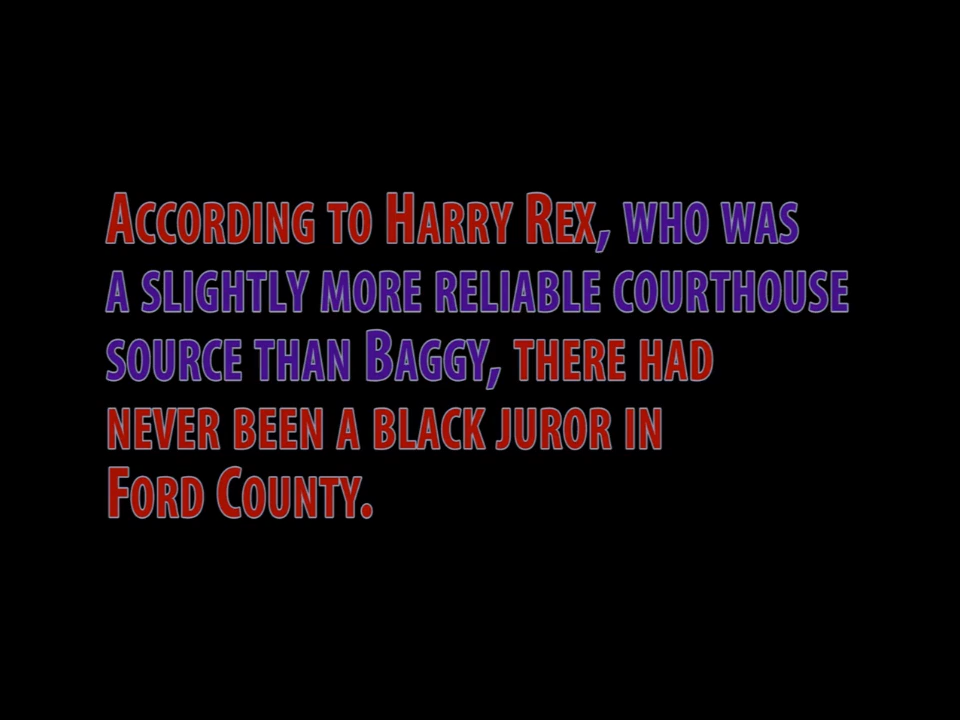 According to Harry Rex, who was
a slightly more reliable courthouse
source than Baggy, there had
never been a black juror in
Ford County.